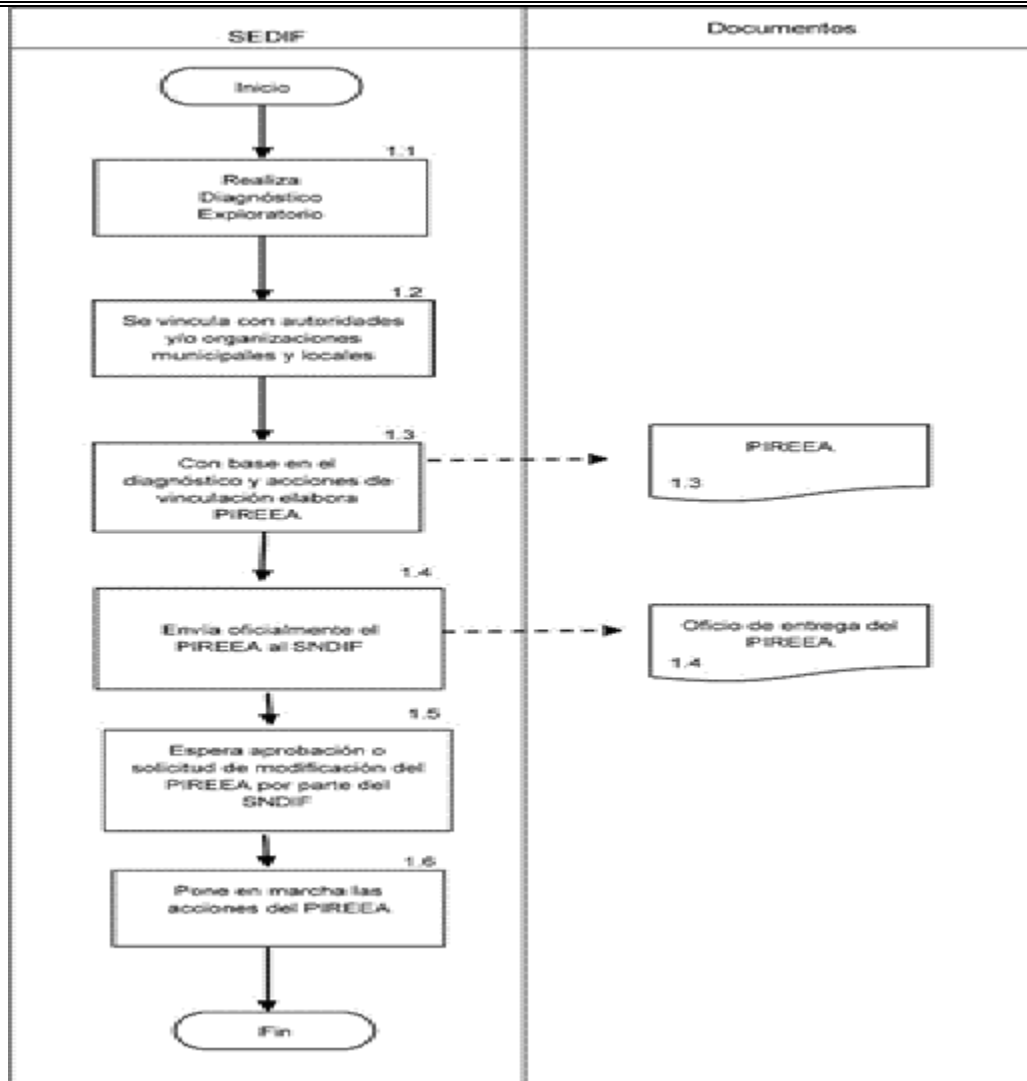 SEDIF
Documentos
Inicio
1.1
Realiza
Diagnóstico
Exploratorio
1.2
Se vincula con autoridades
y/o organizaciones
municipales y locales
1.3
Con base en el
diagnóstico y acciones de
vinculación elabora
PIREEA
PIREEA
1.3
1.4
Envía oficialmente el
PIREEA al SNDIF
Oficio de entrega del
PIREEA
1.4
1.5
Espera aprobación o
solicitud de modificación del
PIREEA por parte del
SNDIF
1.6
Pone en marcha las
acciones del PIREEA
Fin